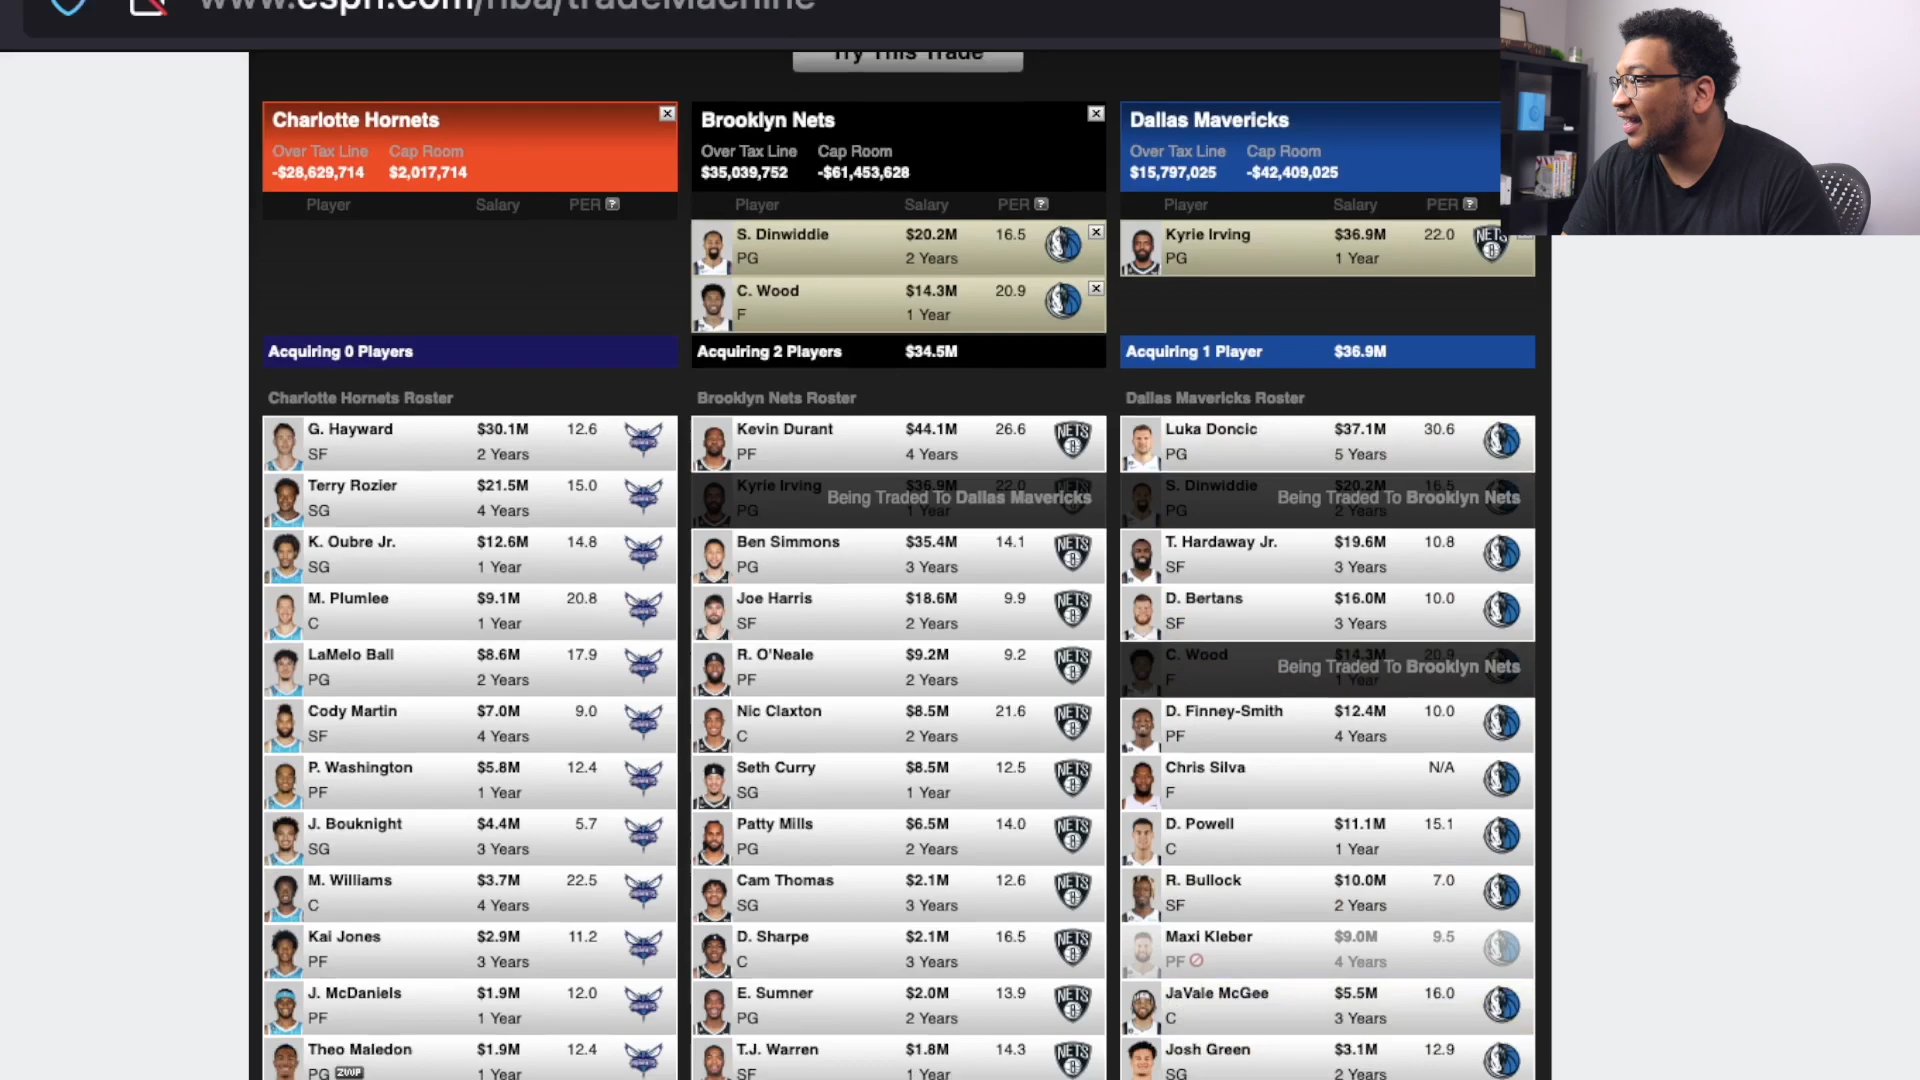 www.espn.com/nba/tradeMachine
Try This Trade
Charlotte Hornets
Over Tax Line Cap Room
-$28,629,714 $2,017,714
Player Salary PER ?
Acquiring 0 Players
Charlotte Hornets Roster
G. Hayward $30.1M 12.6
SF 2 Years
Terry Rozier $21.5M 15.0
SG 4 Years
K. Oubre Jr. $12.6M 14.8
SG 1 Year
M. Plumlee $9.1M 20.8
C 1 Year
LaMelo Ball $8.6M 17.9
PG 2 Years
Cody Martin $7.0M 9.0
SF 4 Years
P. Washington $5.8M 12.4
PF 1 Year
J. Bouknight $4.4M 5.7
SG 3 Years
M. Williams $3.7M 22.5
C 4 Years
Kai Jones $2.9M 11.2
PF 3 Years
J. McDaniels $1.9M 12.0
PF 1 Year
Theo Maledon $1.9M 12.4
PG 2WP 1 Year
Brooklyn Nets
Over Tax Line Cap Room
$35,039,752 -$61,453,628
Player Salary PER ?
S. Dinwiddie $20.2M 16.5
PG 2 Years
C. Wood $14.3M 20.9
F 1 Year
Acquiring 2 Players $34.5M
Brooklyn Nets Roster
Kevin Durant $44.1M 26.6
PF 4 Years
Kyrie Irving $36.9M 22.0
Being Traded To Dallas Mavericks
PG 1 Year
Ben Simmons $35.4M 14.1
PG 3 Years
Joe Harris $18.6M 9.9
SF 2 Years
R. O'Neale $9.2M 9.2
PF 2 Years
Nic Claxton $8.5M 21.6
C 2 Years
Seth Curry $8.5M 12.5
SG 1 Year
Patty Mills $6.5M 14.0
PG 2 Years
Cam Thomas $2.1M 12.6
SG 3 Years
D. Sharpe $2.1M 16.5
C 3 Years
E. Sumner $2.0M 13.9
PG 2 Years
T.J. Warren $1.8M 14.3
SF 1 Year
Dallas Mavericks
Over Tax Line Cap Room
$15,797,025 -$42,409,025
Player Salary PER ?
Kyrie Irving $36.9M 22.0 NETS
PG 1 Year
Acquiring 1 Player $36.9M
Dallas Mavericks Roster
Luka Doncic $37.1M 30.6
PG 5 Years
S. Dinwiddie $20.2M 16.5
Being Traded To Brooklyn Nets
PG 2 Years
T. Hardaway Jr. $19.6M 10.8
SF 3 Years
D. Bertans $16.0M 10.0
SF 3 Years
C. Wood $14.3M 20.9
Being Traded To Brooklyn Nets
F 1 Year
D. Finney-Smith $12.4M 10.0
PF 4 Years
Chris Silva N/A
F
D. Powell $11.1M 15.1
C 1 Year
R. Bullock $10.0M 7.0
SF 2 Years
Maxi Kleber $9.0M 9.5
PF 4 Years
JaVale McGee $5.5M 16.0
C 3 Years
Josh Green $3.1M 12.9
SG 2 Years